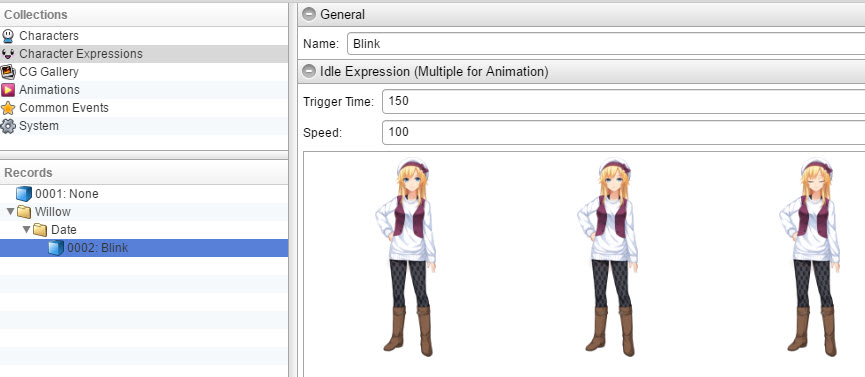 Collections
Characters
Character Expressions
CG Gallery
Animations
Common Events
System
Records
0001: None
Willow
Date
0002: Blink
General
Name: Blink
Idle Expression (Multiple for Animation)
Trigger Time: 150
Speed: 100